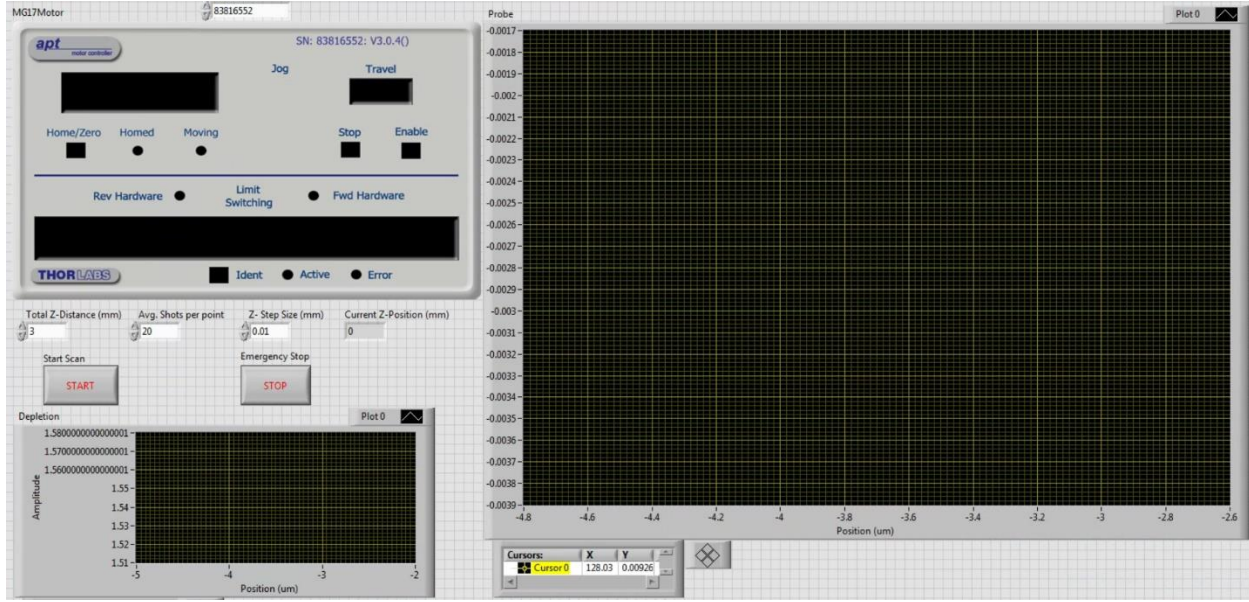 MG17Motor
83816552
apt
motor controller
SN: 83816552: V3.0.4()
Jog
Travel
Home/Zero
Homed
Moving
Stop
Enable
Rev Hardware
Limit
Switching
Fwd Hardware
THORLABS
Ident
Active
Error
Total Z-Distance (mm)
Avg. Shots per point
Z- Step Size (mm)
Current Z-Position (mm)
3
20
0.01
0
Start Scan
Emergency Stop
START
STOP
Depletion
Plot 0
1.5800000000000001
1.5700000000000001
1.5600000000000001
1.55
1.54
1.53
1.52
1.51
Amplitude
-5
-4
-3
-2
Position (um)
Probe
Plot 0
-0.0017
-0.0018
-0.0019
-0.002
-0.0021
-0.0022
-0.0023
-0.0024
-0.0025
-0.0026
-0.0027
-0.0028
-0.0029
-0.003
-0.0031
-0.0032
-0.0033
-0.0034
-0.0035
-0.0036
-0.0037
-0.0038
-0.0039
-4.8
-4.6
-4.4
-4.2
-4
-3.8
-3.6
-3.4
-3.2
-3
-2.8
-2.6
Position (um)
Cursors:
X
Y
Cursor 0
128.03
0.00926